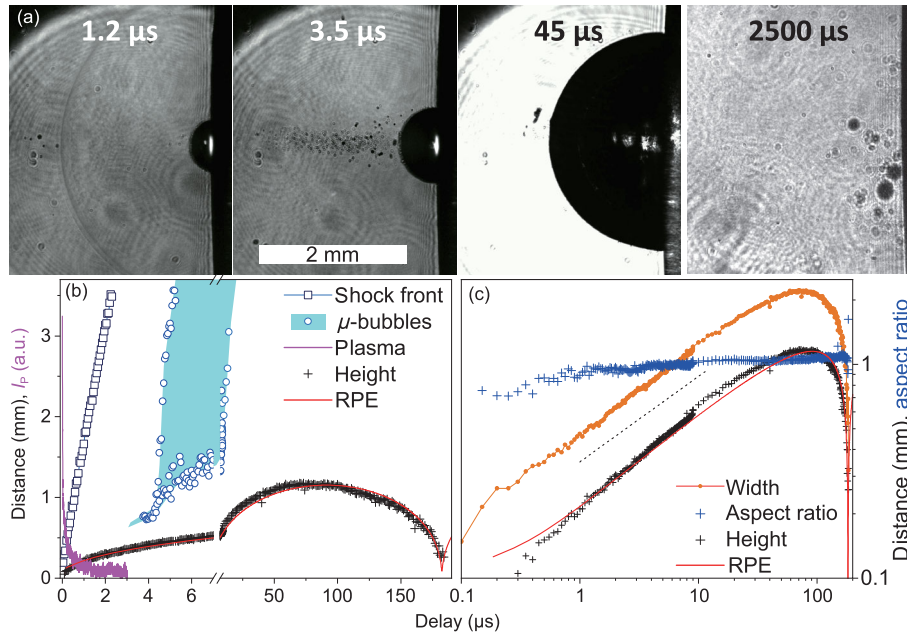 (a)
1.2 µs
3.5 µs
45 µs
2500 µs
2 mm
(b)
Shock front
µ-bubbles
Plasma
Height
RPE
Distance (mm), I_P (a.u.)
3
2
1
0
0 2 4 6 50 100 150
(c)
Width
Aspect ratio
Height
RPE
Distance (mm), aspect ratio
1
0.1
0.1 1 10 100
Delay (µs)